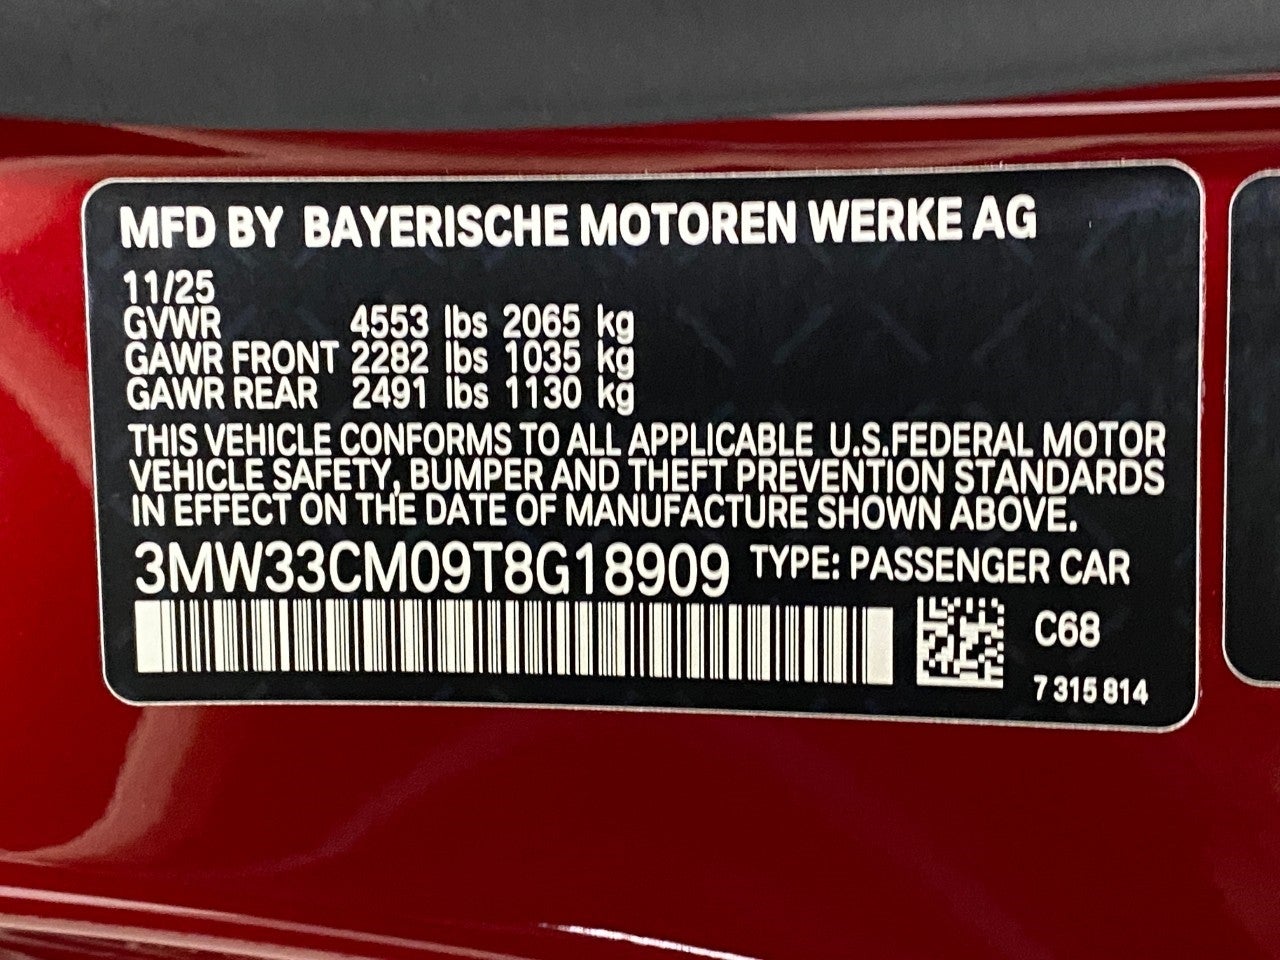 MFD BY BAYERISCHE MOTOREN WERKE AG
11/25
GVWR 4553 lbs 2065 kg
GAWR FRONT 2282 lbs 1035 kg
GAWR REAR 2491 lbs 1130 kg
THIS VEHICLE CONFORMS TO ALL APPLICABLE U.S.FEDERAL MOTOR
VEHICLE SAFETY, BUMPER AND THEFT PREVENTION STANDARDS
IN EFFECT ON THE DATE OF MANUFACTURE SHOWN ABOVE.
3MW33CM09T8G18909 TYPE: PASSENGER CAR
C68
7 315 814